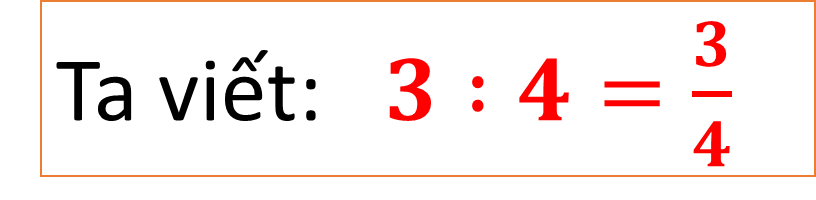 Ta viết: 3 : 4 = 3/4